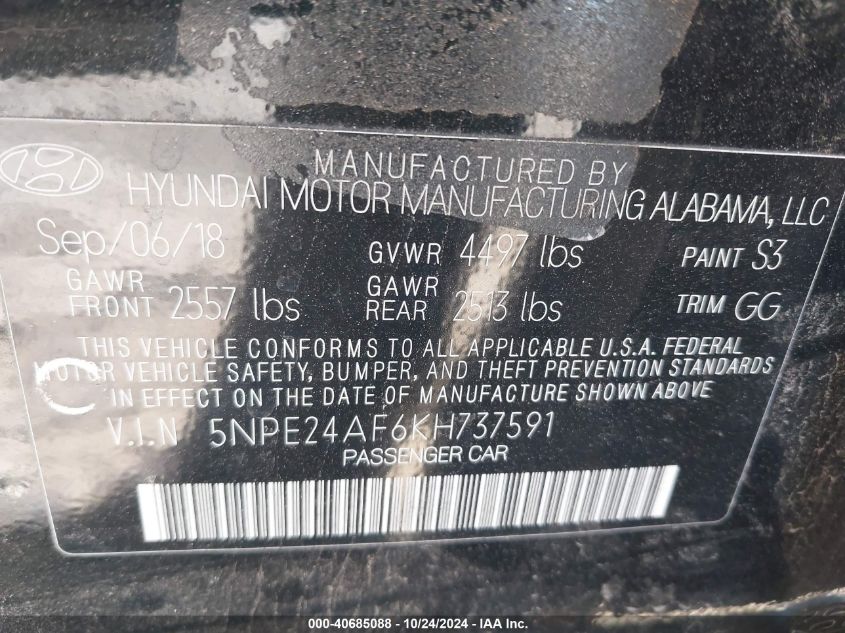 MANUFACTURED BY
HYUNDAI MOTOR MANUFACTURING ALABAMA, LLC
Sep/06/18 GVWR 4497 lbs PAINT S3
GAWR FRONT 2557 lbs GAWR REAR 2513 lbs TRIM GG
THIS VEHICLE CONFORMS TO ALL APPLICABLE U.S.A. FEDERAL
MOTOR VEHICLE SAFETY, BUMPER, AND THEFT PREVENTION STANDARDS
IN EFFECT ON THE DATE OF MANUFACTURE SHOWN ABOVE
V.I.N 5NPE24AF6KH737591
PASSENGER CAR
000-40685088 - 10/24/2024 - IAA Inc.